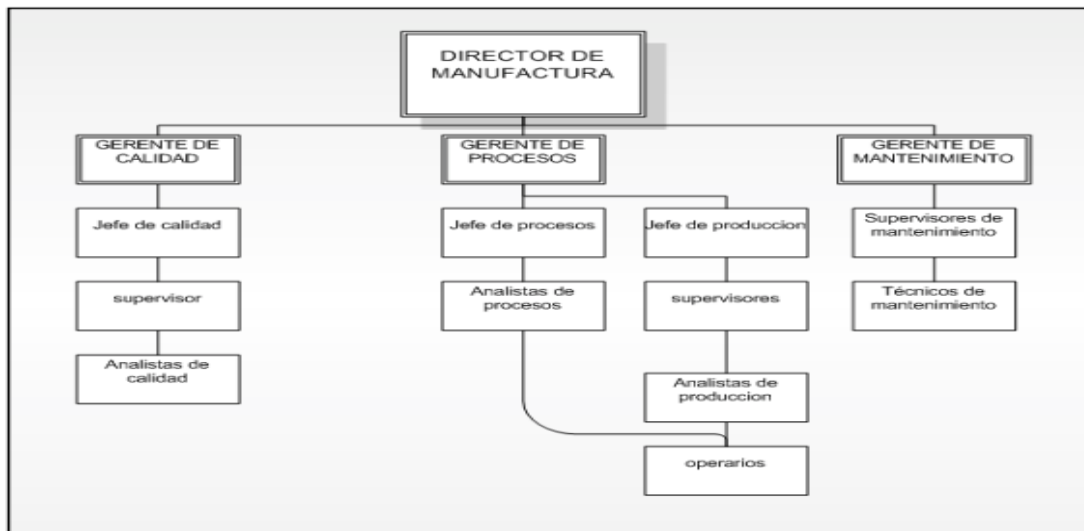 DIRECTOR DE
MANUFACTURA
GERENTE DE
CALIDAD
GERENTE DE
PROCESOS
GERENTE DE
MANTENIMIENTO
Jefe de calidad
Jefe de procesos
Jefe de produccion
Supervisores de
mantenimiento
supervisor
Analistas de
procesos
supervisores
Técnicos de
mantenimiento
Analistas de
calidad
Analistas de
produccion
operarios